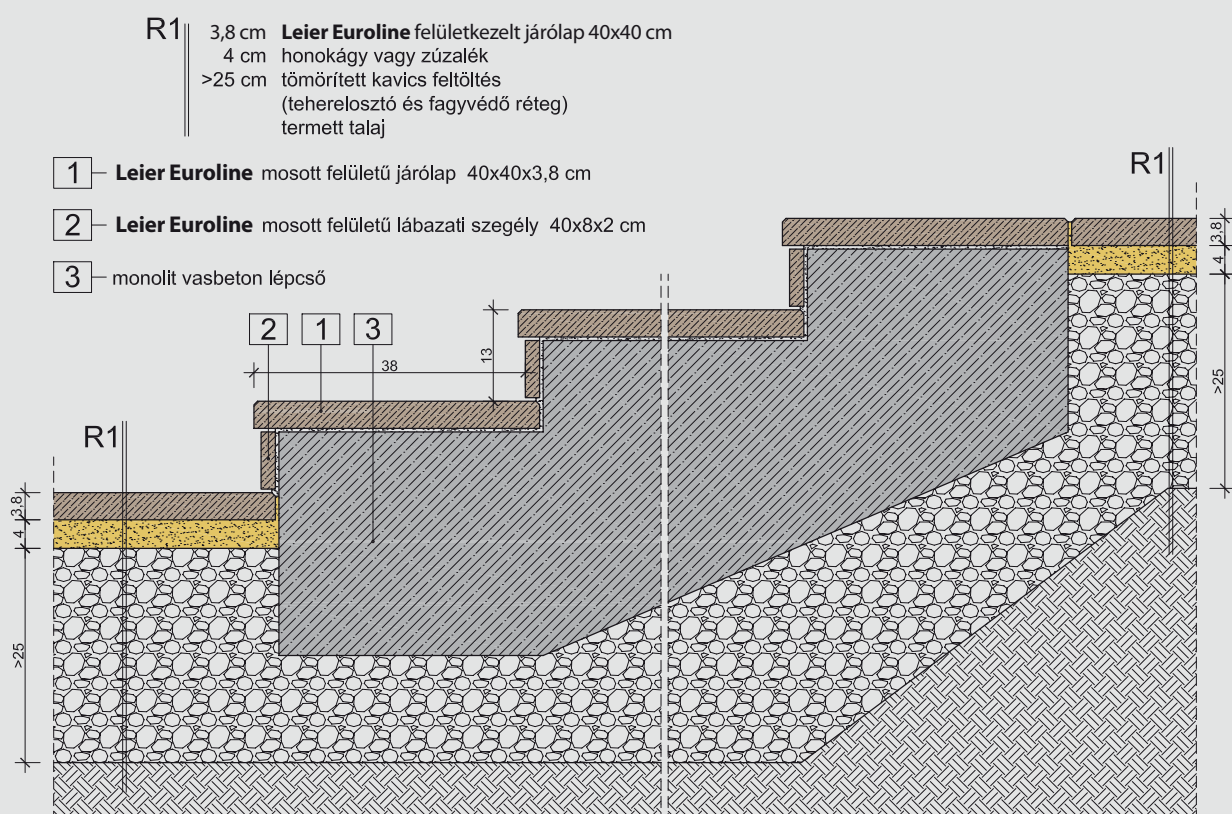 R1
3,8 cm Leier Euroline felületkezelt járólap 40x40 cm
4 cm honokágy vagy zúzalék
>25 cm tömörített kavics feltöltés
(teherelosztó és fagyvédő réteg)
termett talaj
1 Leier Euroline mosott felületű járólap 40x40x3,8 cm
2 Leier Euroline mosott felületű lábazati szegély 40x8x2 cm
3 monolit vasbeton lépcső
R1
3,8
4
>25
2 1 3
13
38
R1
3,8
4
>25